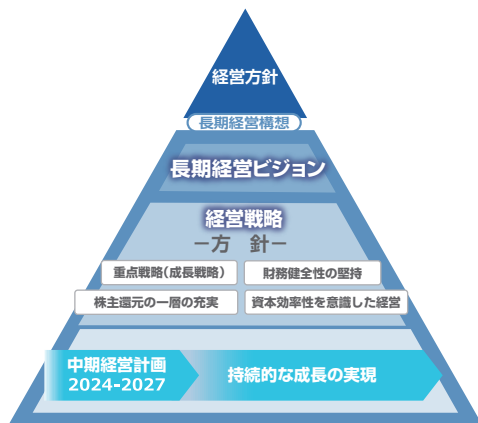 経営方針
長期経営構想
長期経営ビジョン
経営戦略
－方　針－
重点戦略（成長戦略）
財務健全性の堅持
株主還元の一層の充実
資本効率性を意識した経営
中期経営計画
2024-2027
持続的な成長の実現